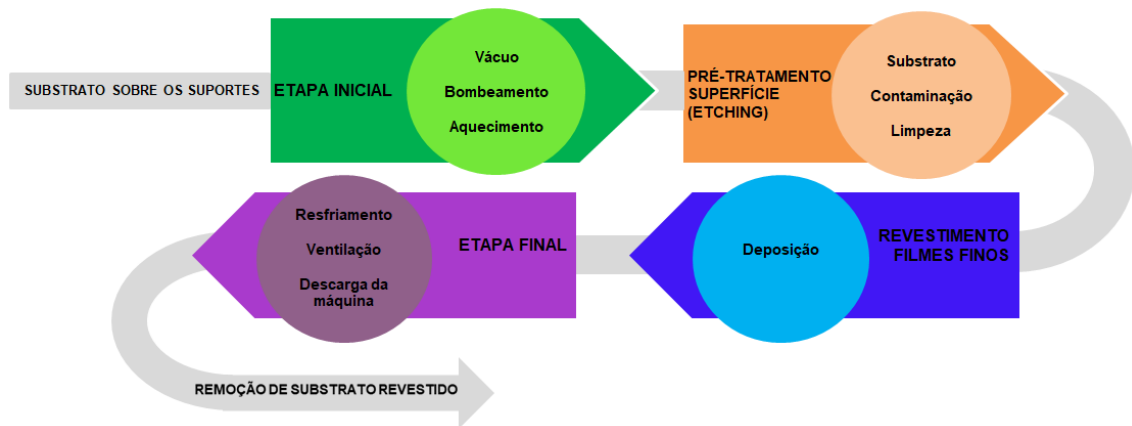 SUBSTRATO SOBRE OS SUPORTES
ETAPA INICIAL
Vácuo
Bombeamento
Aquecimento
PRÉ-TRATAMENTO
SUPERFÍCIE
(ETCHING)
Substrato
Contaminação
Limpeza
REVESTIMENTO
FILMES FINOS
Deposição
ETAPA FINAL
Resfriamento
Ventilação
Descarga da
máquina
REMOÇÃO DE SUBSTRATO REVESTIDO